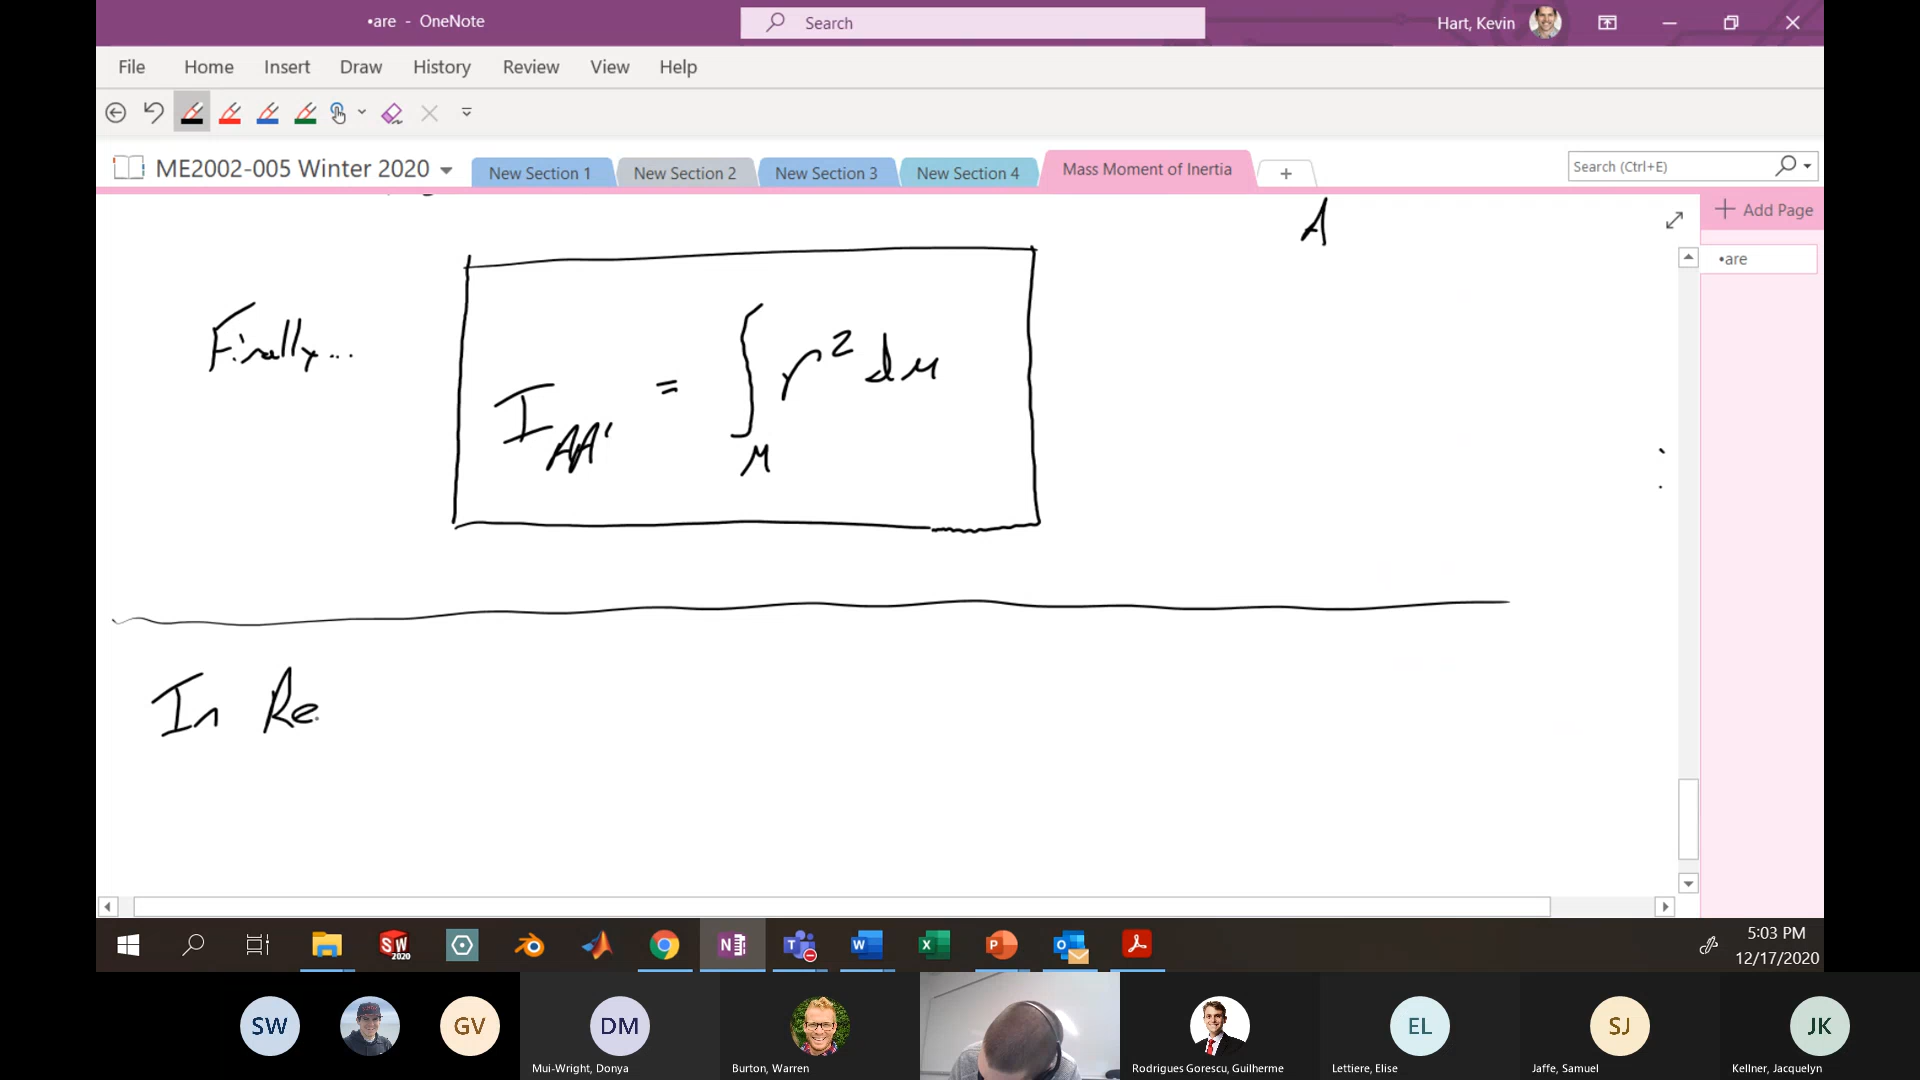 •are - OneNote
Search
Hart, Kevin
File Home Insert Draw History Review View Help
ME2002-005 Winter 2020
New Section 1 New Section 2 New Section 3 New Section 4 Mass Moment of Inertia +
Search (Ctrl+E)
Add Page
•are
A
Finally...
I_AA' = ∫_M r² dM
In Re
SW 2020
N
T
W
X
P
O
5:03 PM
12/17/2020
SW
GV
DM
Mui-Wright, Donya
Burton, Warren
Rodrigues Gorescu, Guilherme
EL
Lettiere, Elise
SJ
Jaffe, Samuel
JK
Kellner, Jacquelyn